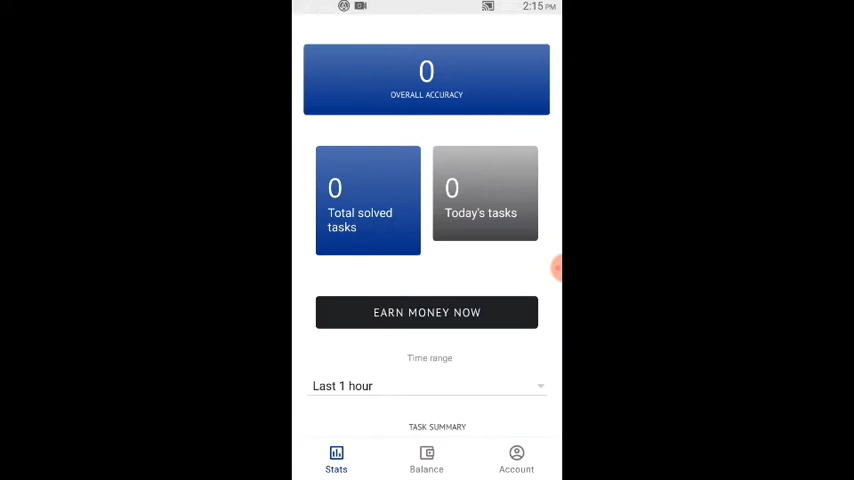 2:15 PM
0
OVERALL ACCURACY
0
Total solved
tasks
0
Today's tasks
EARN MONEY NOW
Time range
Last 1 hour
TASK SUMMARY
Stats
Balance
Account